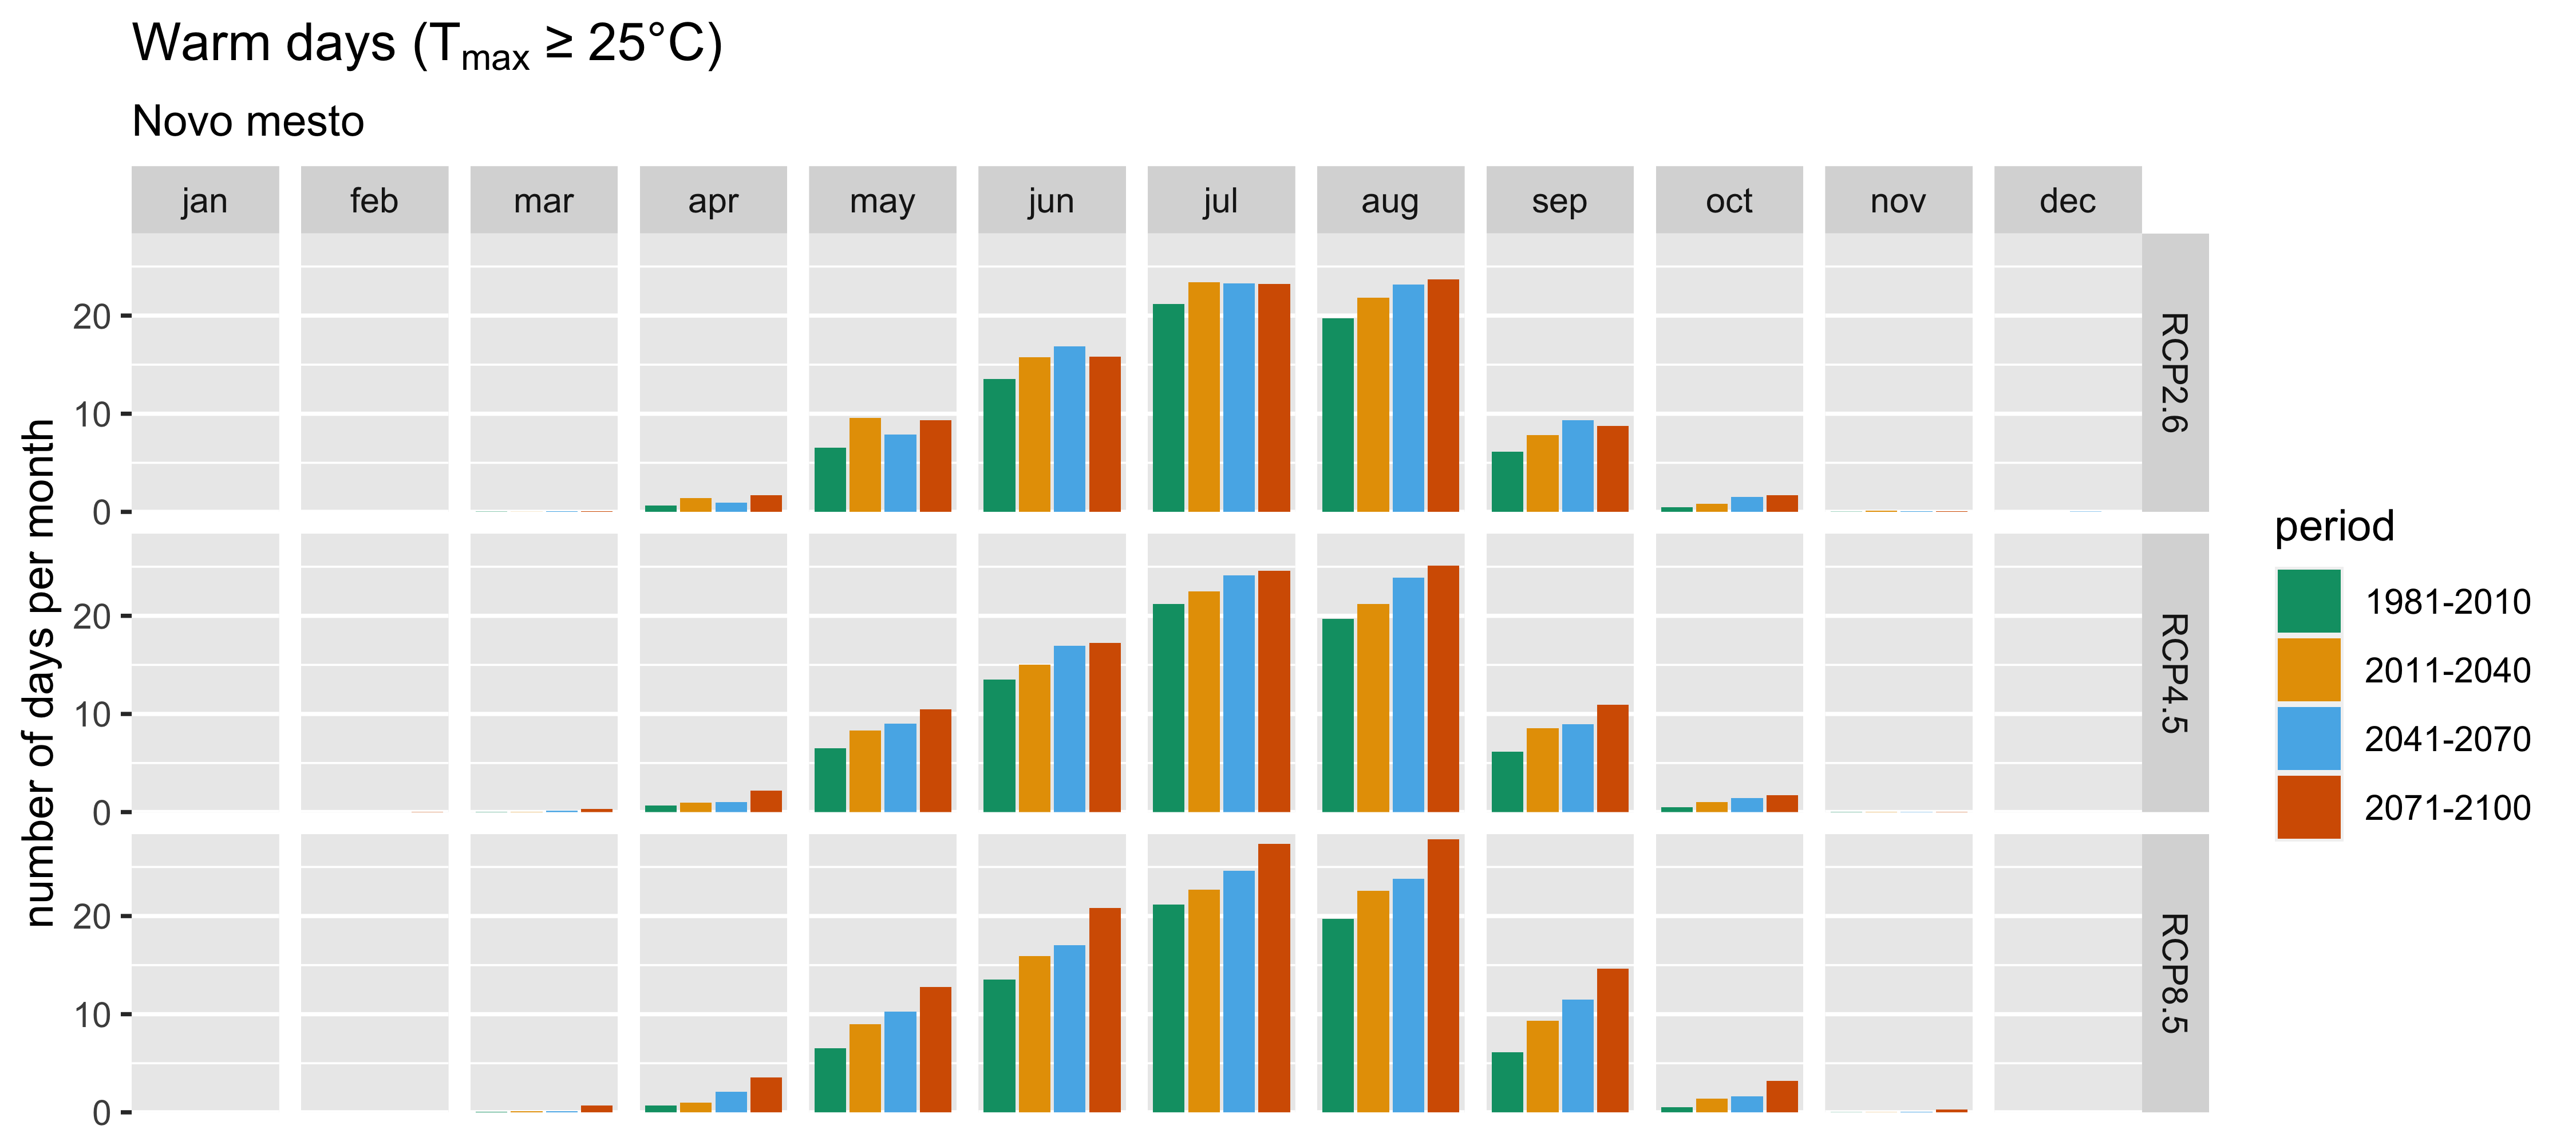 Warm days (Tmax ≥ 25°C)
Novo mesto
jan feb mar apr may jun jul aug sep oct nov dec
number of days per month
20
10
0
RCP2.6
20
10
0
RCP4.5
20
10
0
RCP8.5
period
1981-2010
2011-2040
2041-2070
2071-2100